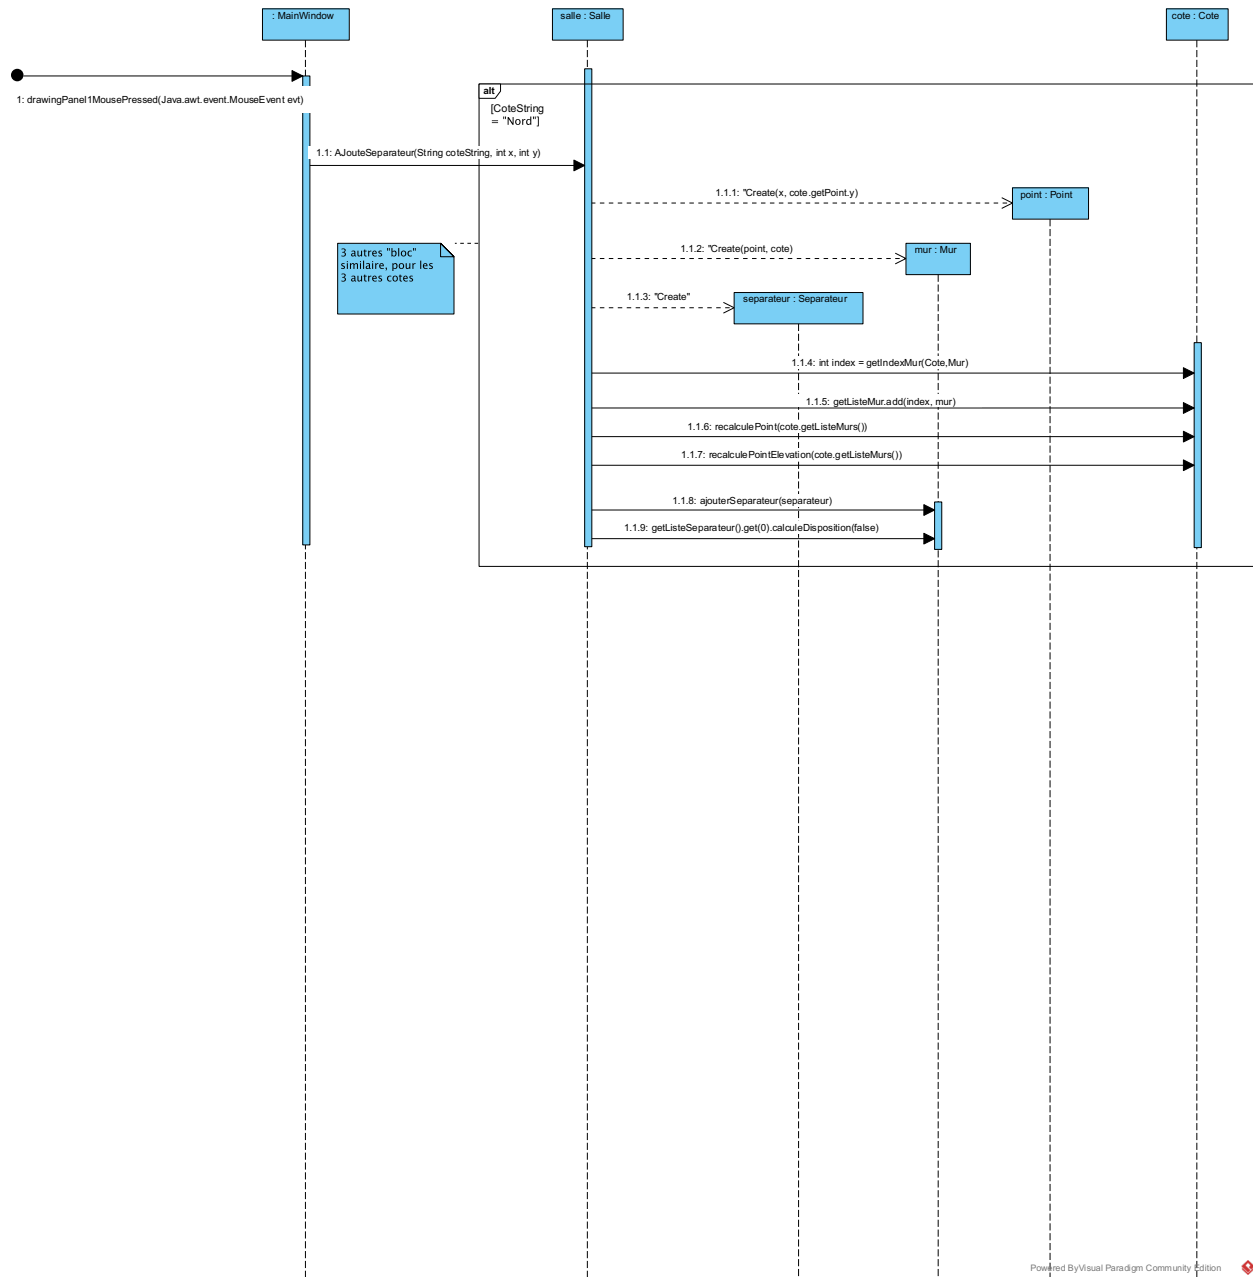 : MainWindow
salle : Salle
cote : Cote
1: drawingPanel1MousePressed(Java.awt.event.MouseEvent evt)
alt
[CoteString
= "Nord"]
1.1: AJouteSeparateur(String coteString, int x, int y)
1.1.1: "Create(x, cote.getPoint.y)
point : Point
3 autres "bloc"
similaire, pour les
3 autres cotes
1.1.2: "Create(point, cote)
mur : Mur
1.1.3: "Create"
separateur : Separateur
1.1.4: int index = getIndexMur(Cote,Mur)
1.1.5: getListeMur.add(index, mur)
1.1.6: recalculePoint(cote.getListeMurs())
1.1.7: recalculePointElevation(cote.getListeMurs())
1.1.8: ajouterSeparateur(separateur)
1.1.9: getListeSeparateur().get(0).calculeDisposition(false)
Powered By Visual Paradigm Community Edition